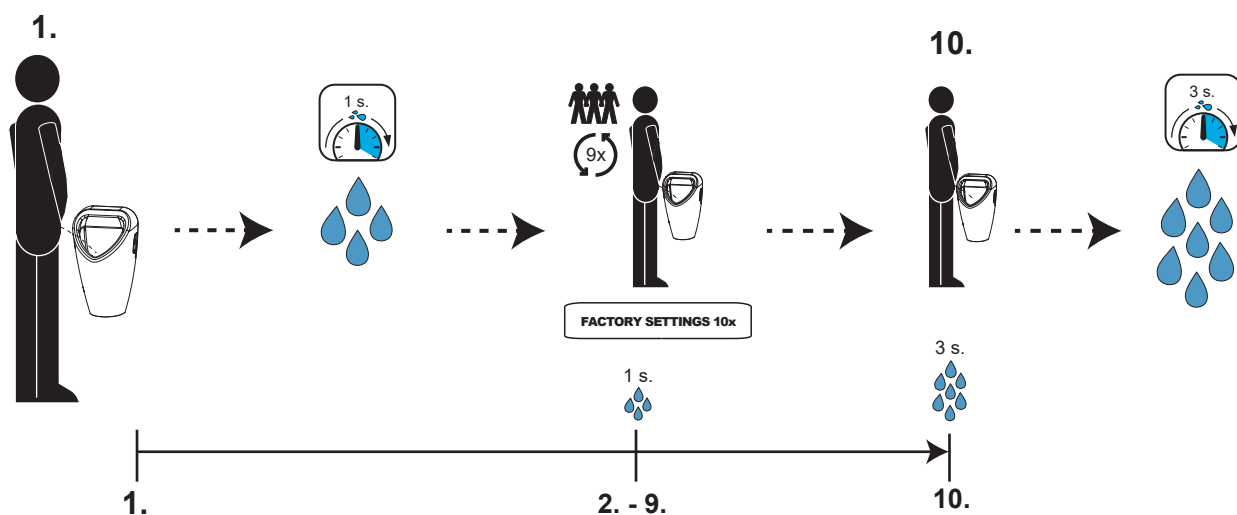 1.
10.
1 s.
3 s.
9x
FACTORY SETTINGS 10x
1 s.
3 s.
1.
2. - 9.
10.